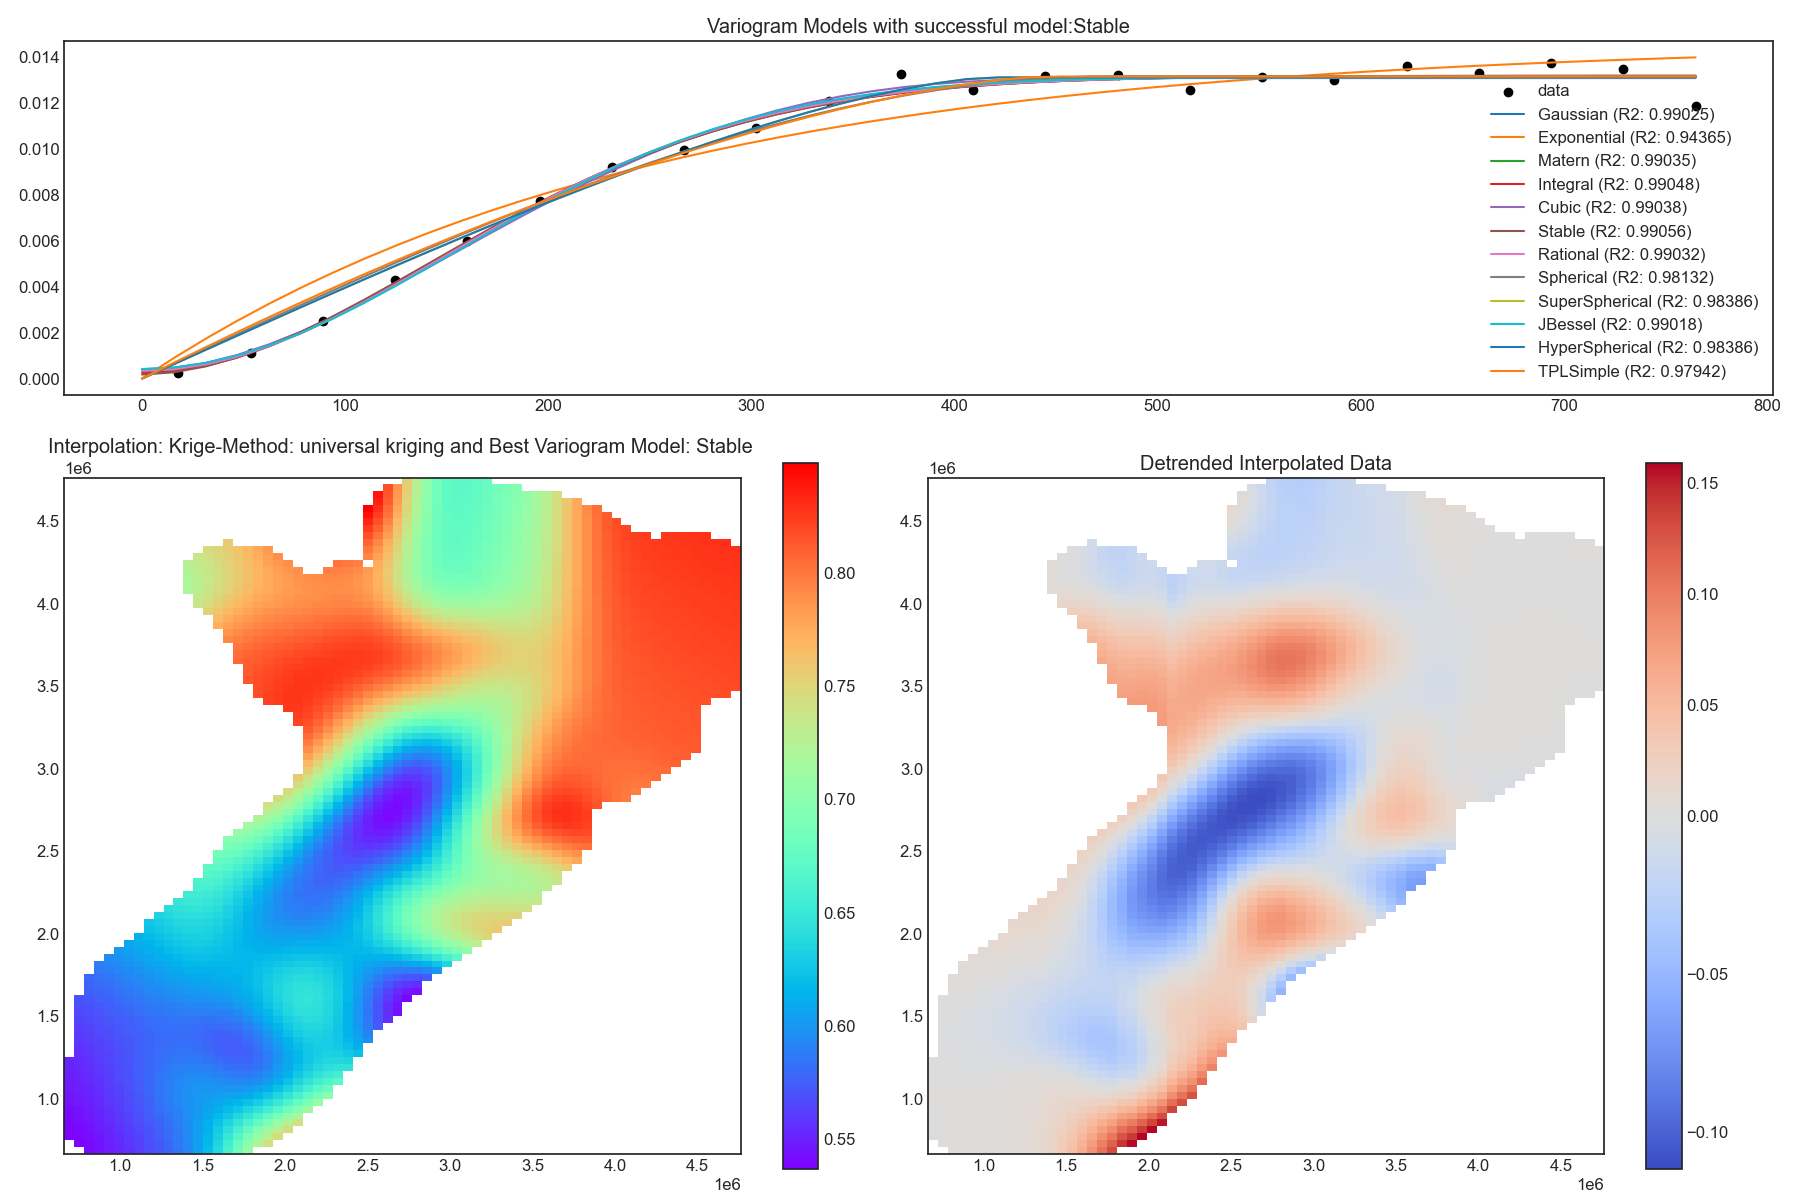 Variogram Models with successful model:Stable
0.014
0.012
0.010
0.008
0.006
0.004
0.002
0.000
data
Gaussian (R2: 0.99025)
Exponential (R2: 0.94365)
Matern (R2: 0.99035)
Integral (R2: 0.99048)
Cubic (R2: 0.99038)
Stable (R2: 0.99056)
Rational (R2: 0.99032)
Spherical (R2: 0.98132)
SuperSpherical (R2: 0.98386)
JBessel (R2: 0.99018)
HyperSpherical (R2: 0.98386)
TPLSimple (R2: 0.97942)
0 100 200 300 400 500 600 700 800
Interpolation: Krige-Method: universal kriging and Best Variogram Model: Stable
1e6
4.5
4.0
3.5
3.0
2.5
2.0
1.5
1.0
1.0 1.5 2.0 2.5 3.0 3.5 4.0 4.5
1e6
0.80
0.75
0.70
0.65
0.60
0.55
Detrended Interpolated Data
1e6
4.5
4.0
3.5
3.0
2.5
2.0
1.5
1.0
1.0 1.5 2.0 2.5 3.0 3.5 4.0 4.5
1e6
0.15
0.10
0.05
0.00
−0.05
−0.10